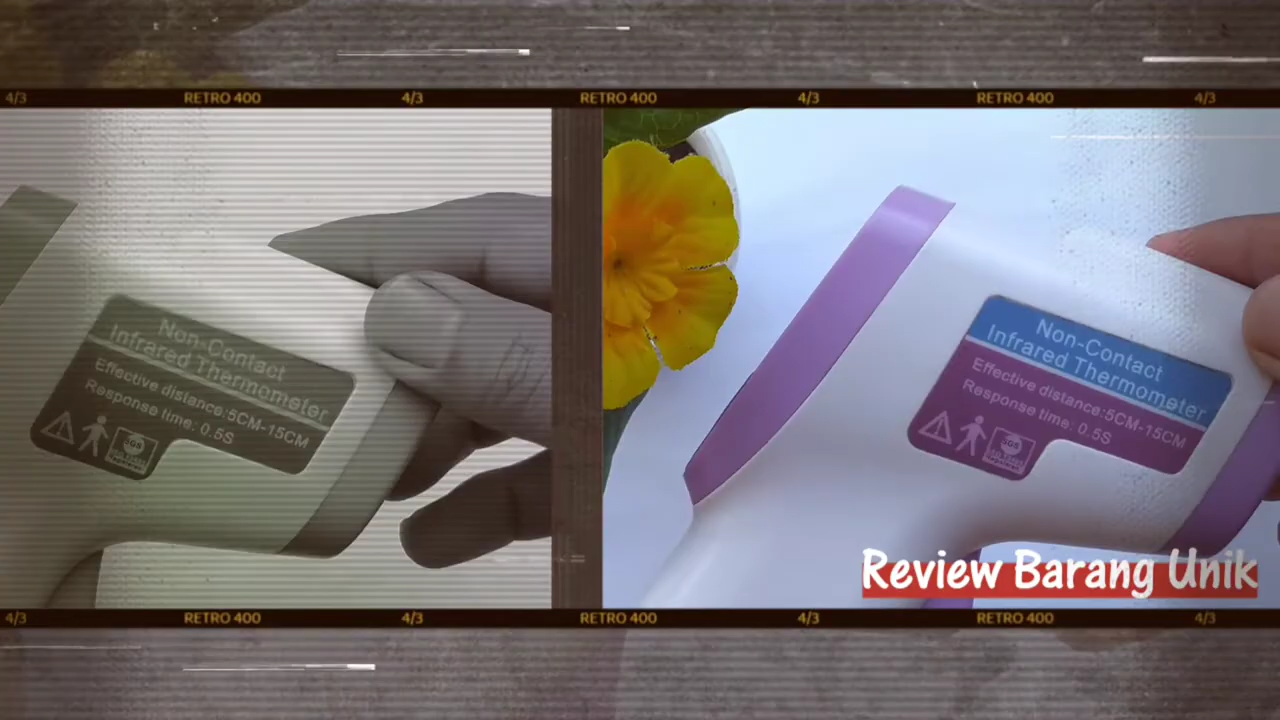 4/3 RETRO 400 4/3 RETRO 400 4/3 RETRO 400 4/3
Non-Contact
Infrared Thermometer
Effective distance:5CM-15CM
Response time: 0.5S
SGS
Non-Contact
Infrared Thermometer
Effective distance:5CM-15CM
Response time: 0.5S
SGS
Review Barang Unik
4/3 RETRO 400 4/3 RETRO 400 4/3 RETRO 400 4/3